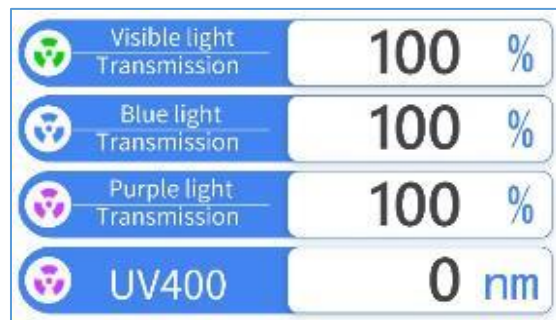 Visible light
Transmission
100 %
Blue light
Transmission
100 %
Purple light
Transmission
100 %
UV400
0 nm